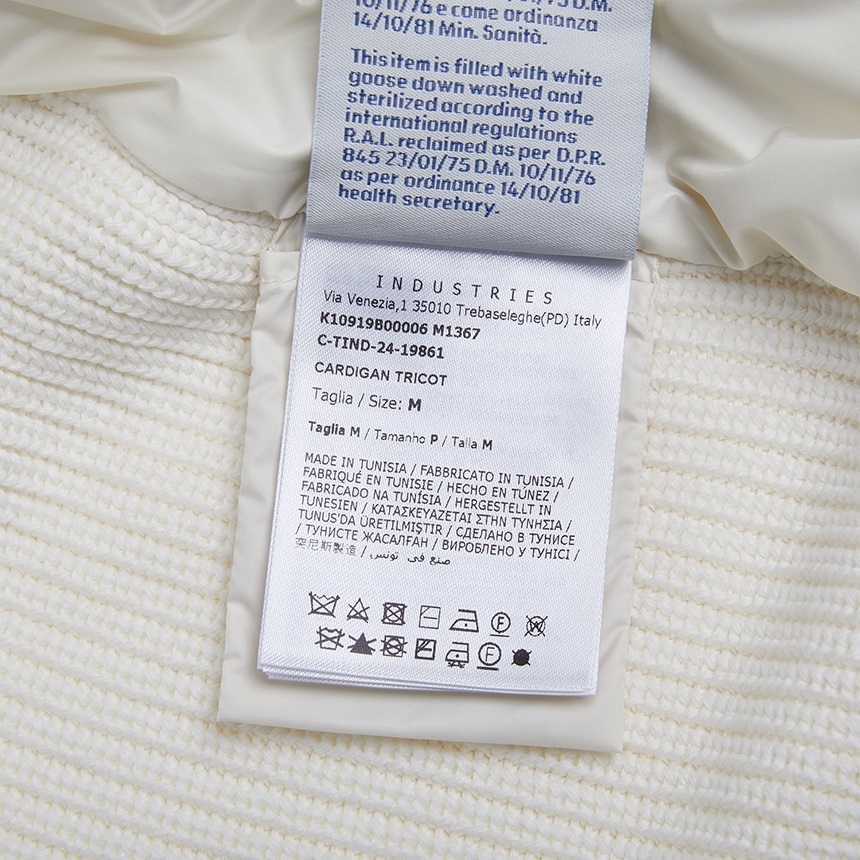 10/11/76 e come ordinanza
14/10/81 Min. Sanità.
This item is filled with white
goose down washed and
sterilized according to the
international regulations
R.A.L. reclaimed as per D.P.R.
845 23/01/75 D.M. 10/11/76
as per ordinance 14/10/81
health secretary.
INDUSTRIES
Via Venezia,1 35010 Trebaseleghe(PD) Italy
K10919B00006 M1367
C-TIND-24-19861
CARDIGAN TRICOT
Taglia / Size: M
Taglia M / Tamanho P / Talla M
MADE IN TUNISIA / FABBRICATO IN TUNISIA /
FABRIQUÉ EN TUNISIE / HECHO EN TÚNEZ /
FABRICADO NA TUNÍSIA / HERGESTELLT IN
TUNESIEN / ΚΑΤΑΣΚΕΥΑΖΕΤΑΙ ΣΤΗΝ ΤΥΝΗΣΙΑ /
TUNUS'DA ÜRETILMIŞTIR / СДЕЛАНО В ТУНИСЕ
/ ТУНИСТЕ ЖАСАЛҒАН / ВИРОБЛЕНО У ТУНІСІ /
突尼斯製造 / صنع في تونس
F
F